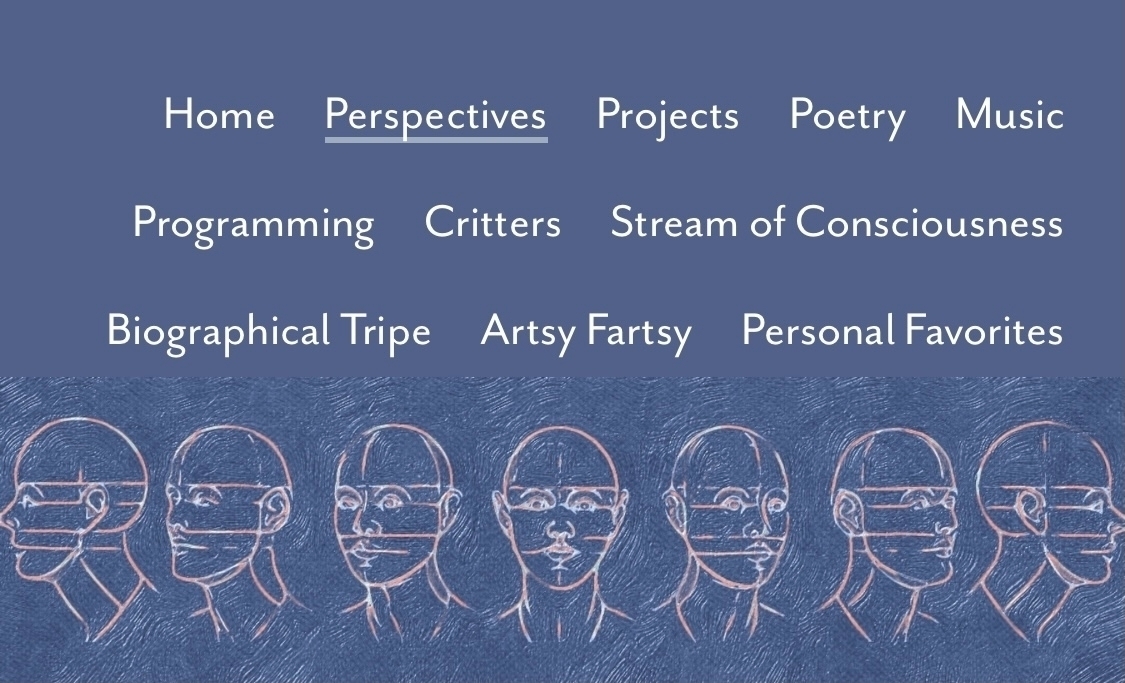 Home Perspectives Projects Poetry Music
Programming Critters Stream of Consciousness
Biographical Tripe Artsy Fartsy Personal Favorites